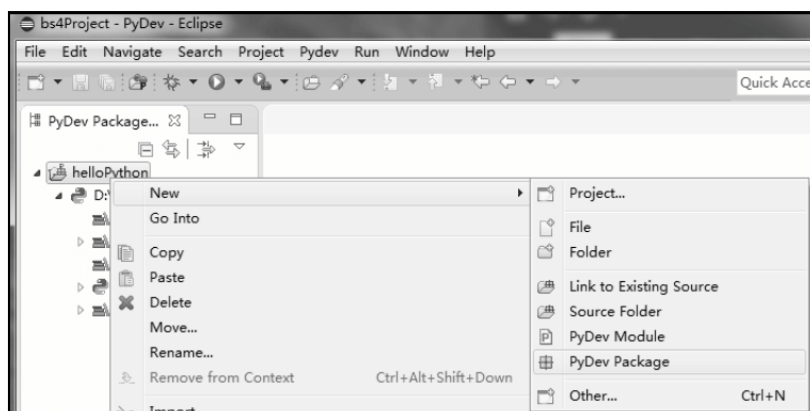 bs4Project - PyDev - Eclipse
File Edit Navigate Search Project Pydev Run Window Help
Quick Acce
PyDev Package...
helloPython
D:\
New
Go Into
Copy
Paste
Delete
Move...
Rename...
Remove from Context Ctrl+Alt+Shift+Down
Import
Project...
File
Folder
Link to Existing Source
Source Folder
PyDev Module
PyDev Package
Other... Ctrl+N